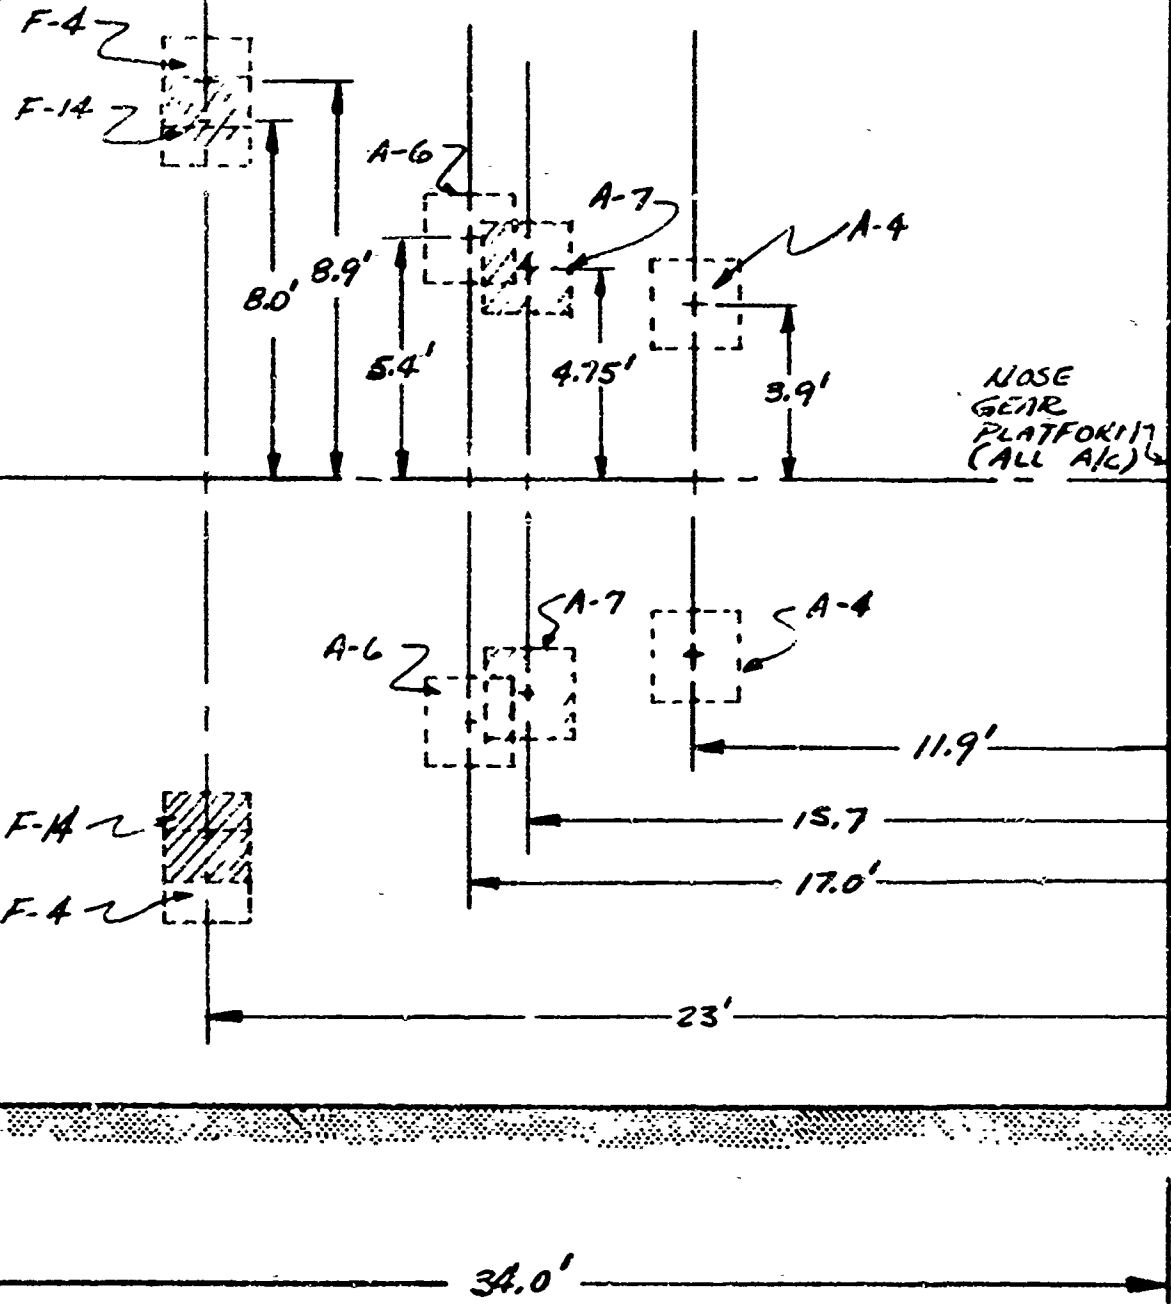 F-4
F-14
A-6
A-7
A-4
8.9'
8.0'
5.4'
4.75'
3.9'
NOSE
GEAR
PLATFORM
(ALL A/C)
A-7
A-4
A-6
11.9'
15.7
F-14
17.0'
F-4
23'
34.0'